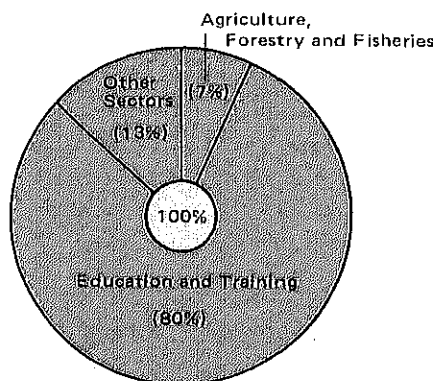 Agriculture,
Forestry and Fisheries
Other
Sectors
(13%)
(7%)
100%
Education and Training
(80%)